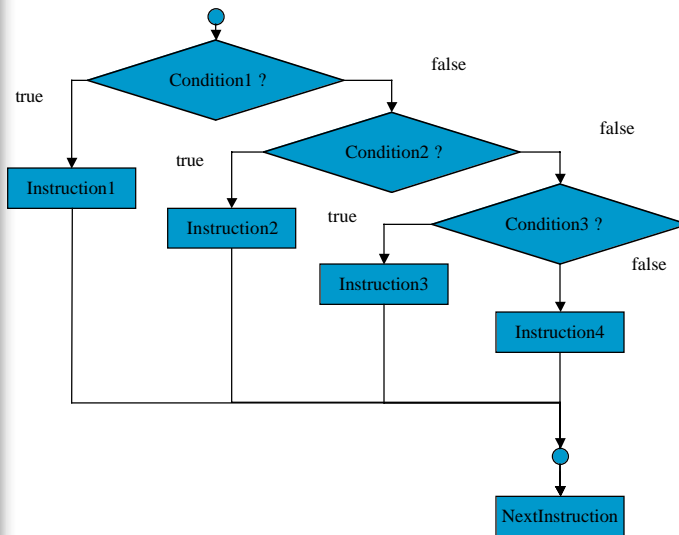 Condition1 ?
false
true
Condition2 ?
false
true
Instruction1
Condition3 ?
true
Instruction2
false
Instruction3
Instruction4
NextInstruction